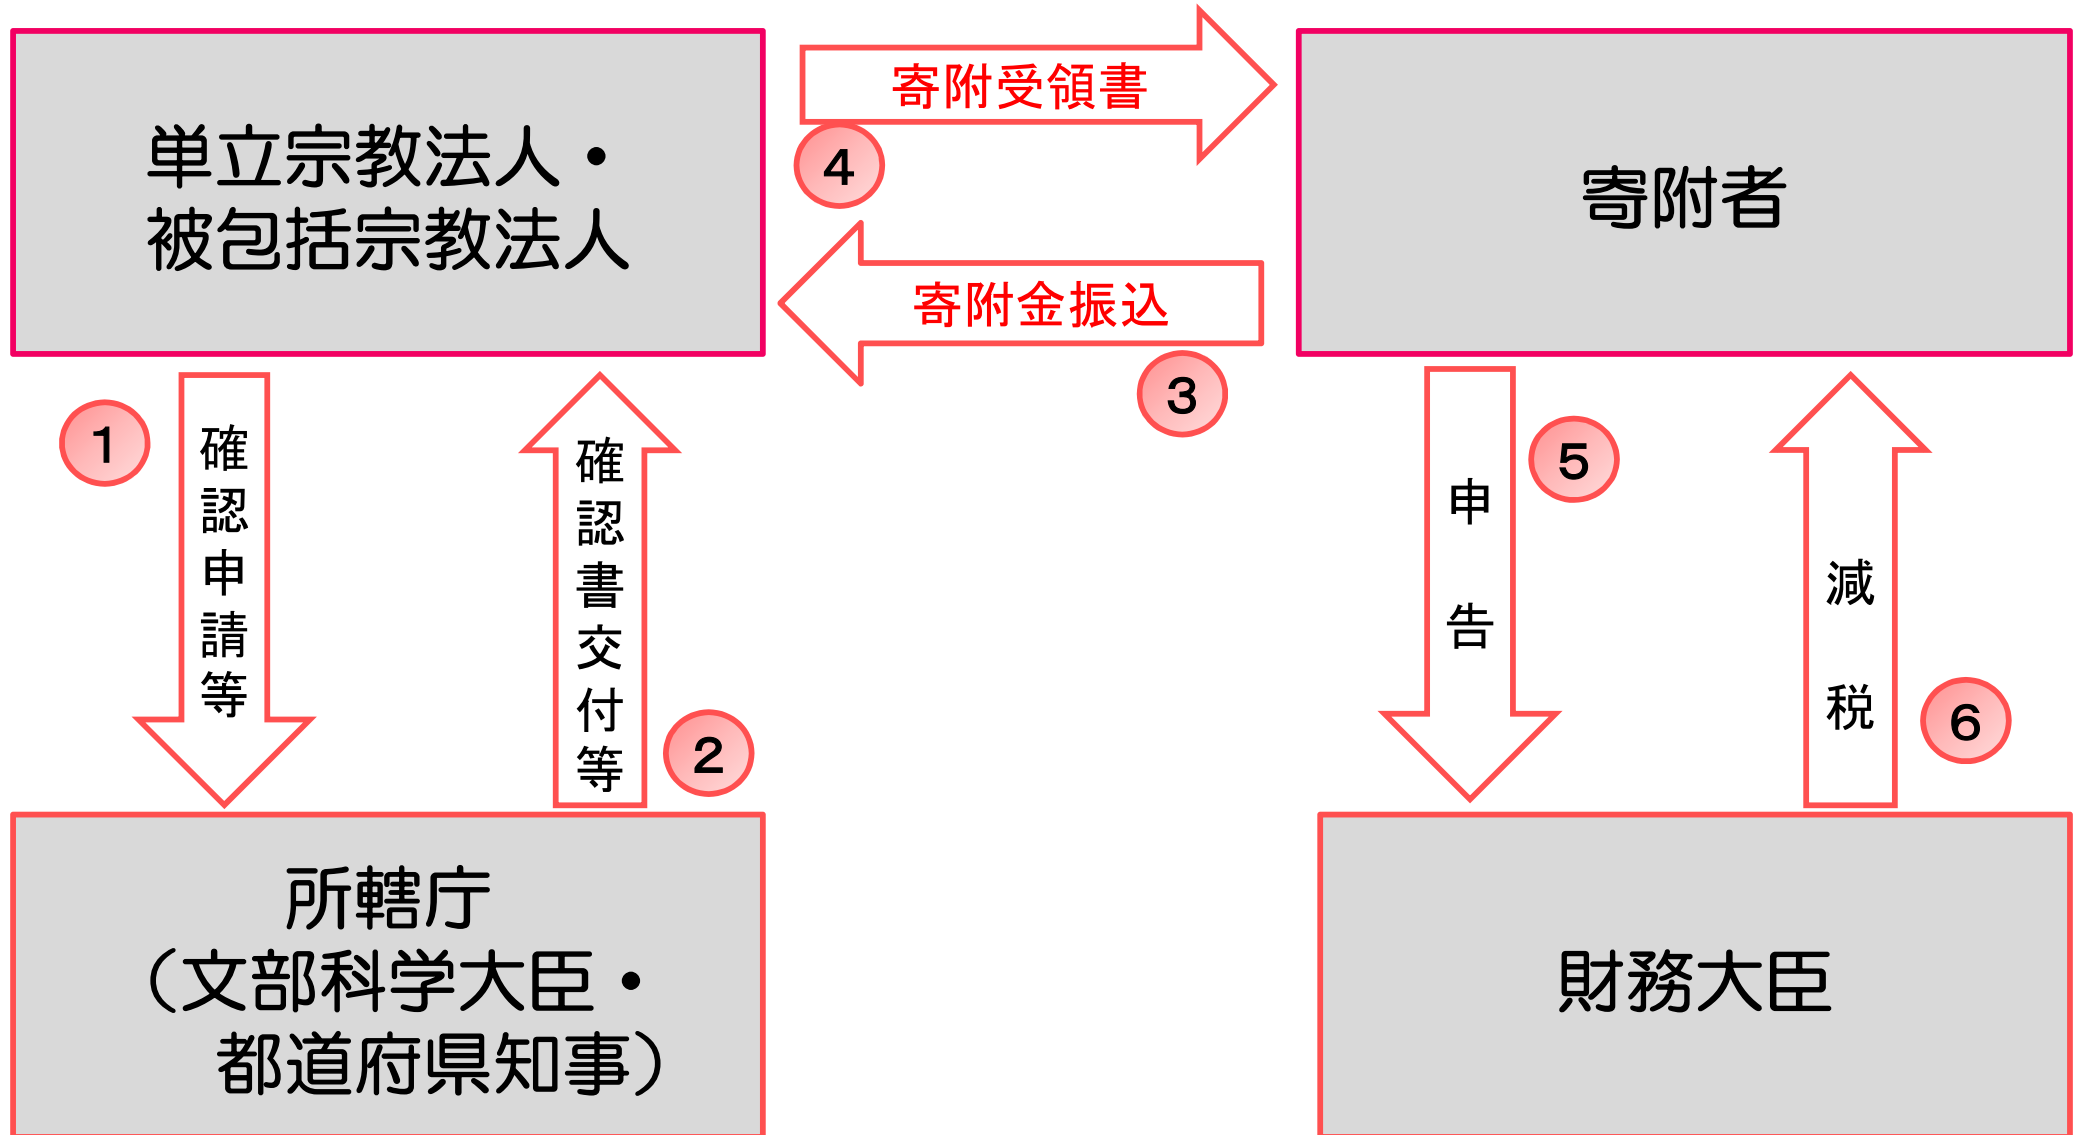 単立宗教法人・
被包括宗教法人
寄附受領書
4
寄附者
寄附金振込
3
1
確認申請等
確認書交付等
2
申告
5
減税
6
所轄庁
（文部科学大臣・
都道府県知事）
財務大臣